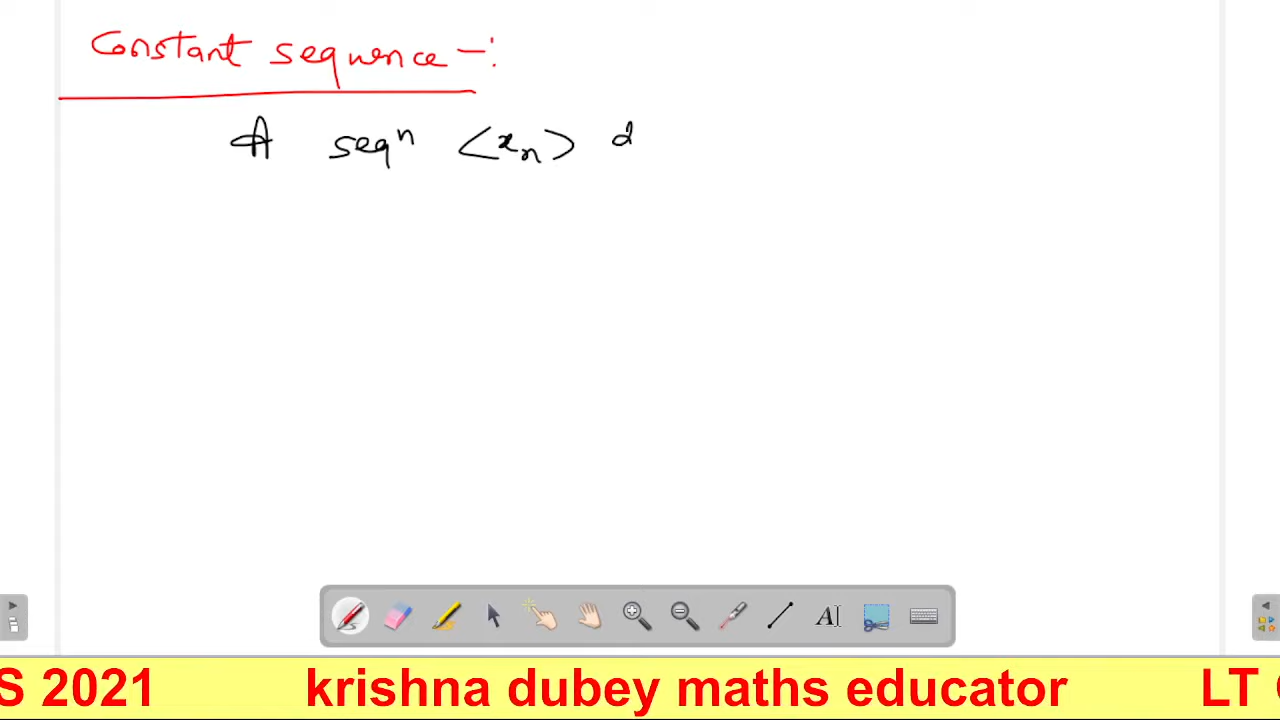 Constant sequence -:
A seqⁿ <xₙ> d
S 2021 krishna dubey maths educator LT